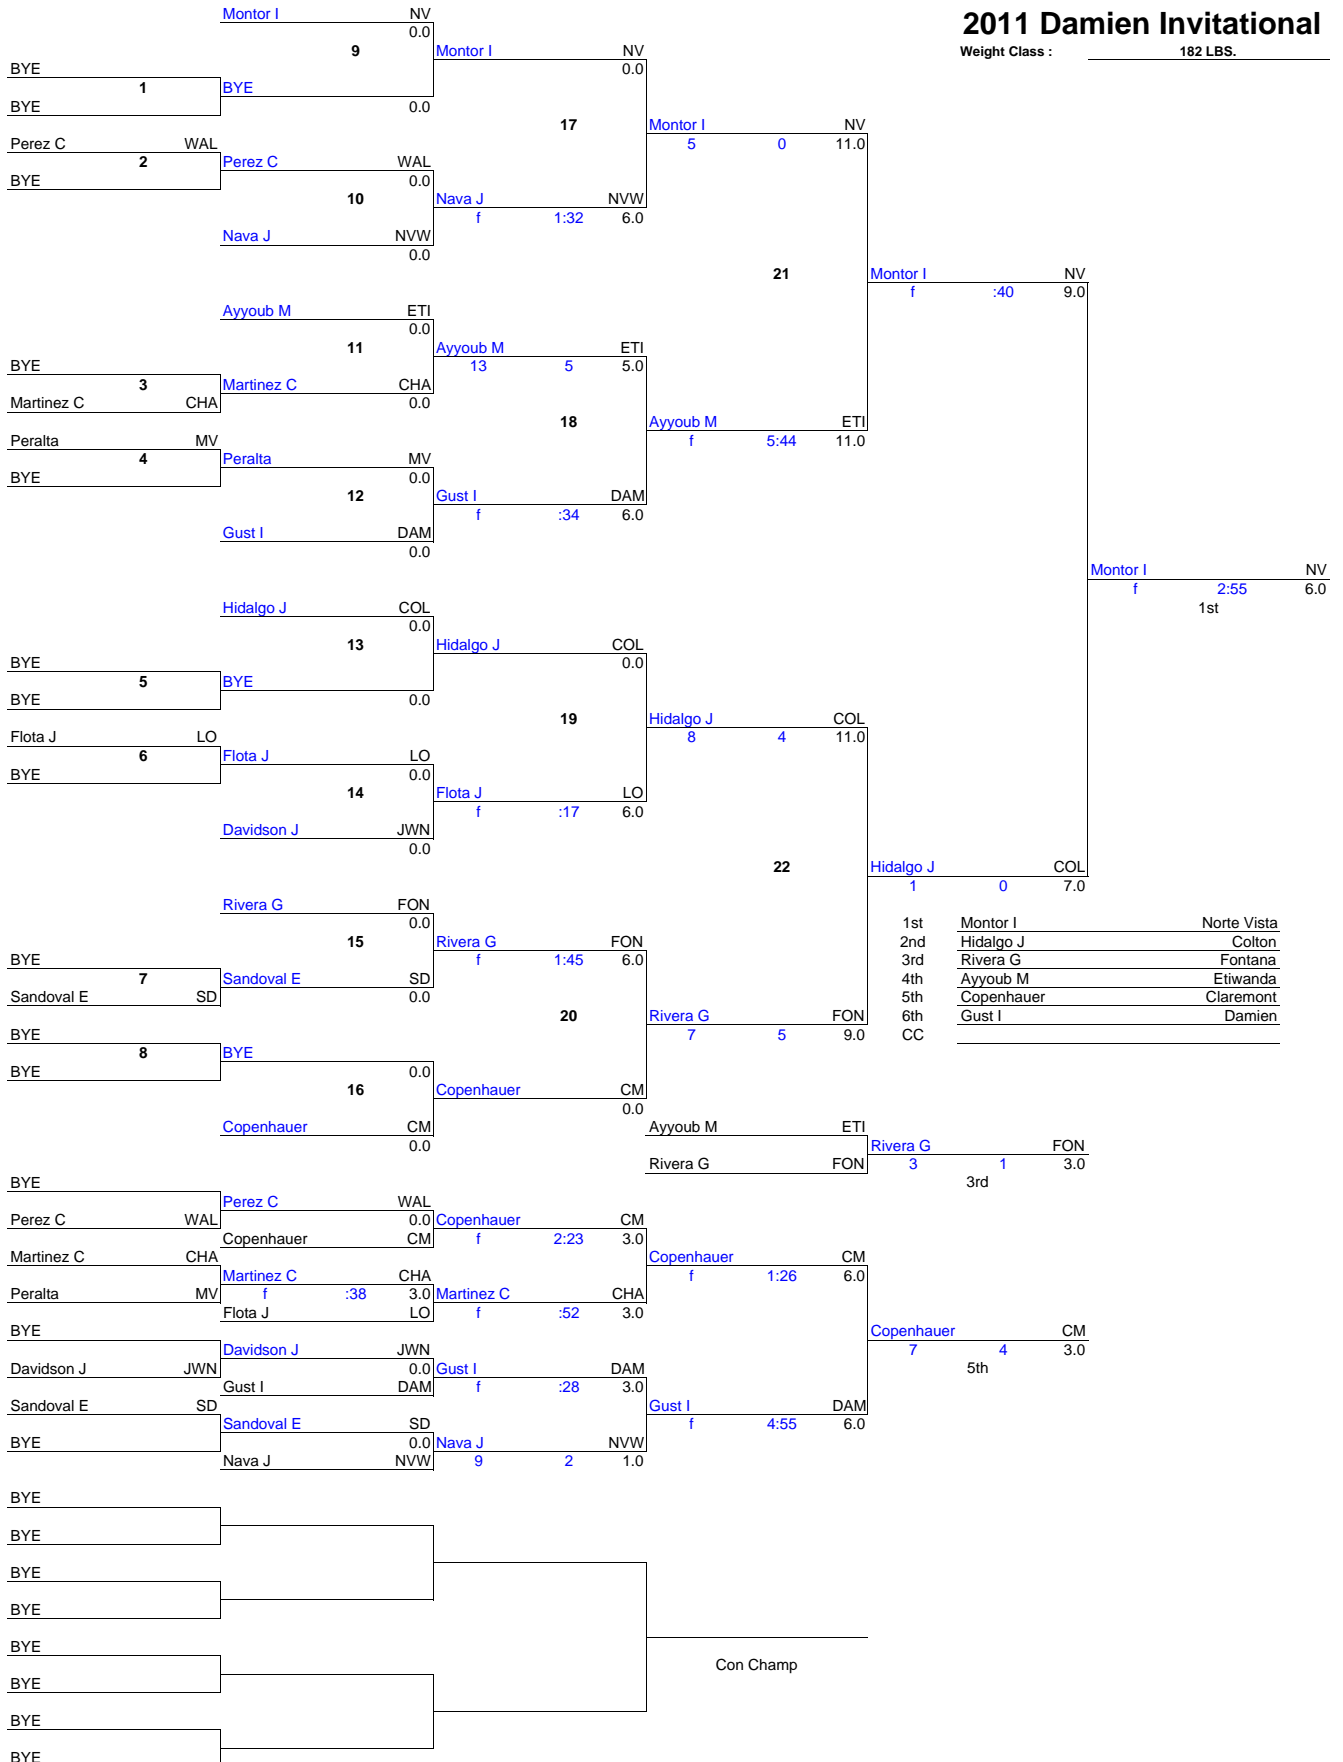 2011 Damien Invitational
Weight Class : 182 LBS.
Montor I NV
0.0
9
Montor I NV
0.0
BYE
1
BYE
BYE
0.0
17
Montor I NV
5 0 11.0
Perez C WAL
2
Perez C WAL
0.0
BYE
10
Nava J NVW
f 1:32 6.0
Nava J NVW
0.0
21
Montor I NV
f :40 9.0
Ayyoub M ETI
0.0
11
Ayyoub M ETI
13 5 5.0
BYE
3
Martinez C CHA
0.0
Martinez C CHA
18
Ayyoub M ETI
f 5:44 11.0
Peralta MV
4
Peralta MV
0.0
BYE
12
Gust I DAM
f :34 6.0
Gust I DAM
0.0
Montor I NV
f 2:55 6.0
1st
Hidalgo J COL
0.0
13
Hidalgo J COL
0.0
BYE
5
BYE
0.0
BYE
19
Hidalgo J COL
8 4 11.0
Flota J LO
6
Flota J LO
0.0
BYE
14
Flota J LO
f :17 6.0
Davidson J JWN
0.0
22
Hidalgo J COL
1 0 7.0
Rivera G FON
0.0
15
Rivera G FON
f 1:45 6.0
BYE
7
Sandoval E SD
0.0
Sandoval E SD
20
Rivera G FON
7 5 9.0
BYE
8
BYE
0.0
BYE
16
Copenhauer CM
0.0
Copenhauer CM
0.0
1st Montor I Norte Vista
2nd Hidalgo J Colton
3rd Rivera G Fontana
4th Ayyoub M Etiwanda
5th Copenhauer Claremont
6th Gust I Damien
CC
Ayyoub M ETI
Rivera G FON
3 1 3.0
Rivera G FON
3rd
BYE
Perez C WAL
0.0
Perez C WAL
Copenhauer CM
f 2:23 3.0
Copenhauer CM
Martinez C CHA
Copenhauer CM
f 1:26 6.0
Martinez C CHA
f :38 3.0
Peralta MV
Martinez C CHA
f :52 3.0
Flota J LO
BYE
Copenhauer CM
7 4 3.0
5th
Davidson J JWN
0.0
Davidson J JWN
Gust I DAM
f :28 3.0
Gust I DAM
Sandoval E SD
Gust I DAM
f 4:55 6.0
Sandoval E SD
0.0
BYE
Nava J NVW
9 2 1.0
Nava J NVW
BYE
BYE
BYE
BYE
BYE
Con Champ
BYE
BYE
BYE